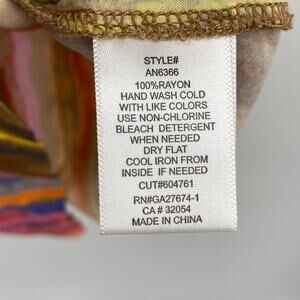 STYLE#
AN6366
100%RAYON
HAND WASH COLD
WITH LIKE COLORS
USE NON-CHLORINE
BLEACH DETERGENT
WHEN NEEDED
DRY FLAT
COOL IRON FROM
INSIDE IF NEEDED
CUT#604761
RN#GA27674-1
CA# 32054
MADE IN CHINA